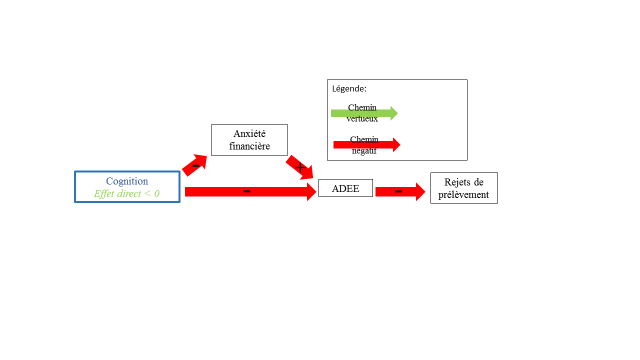 Légende:
Chemin
vertueux
Chemin
négatif
Anxiété
financière
-
+
Cognition
Effet direct < 0
-
ADEE
-
Rejets de
prélèvement